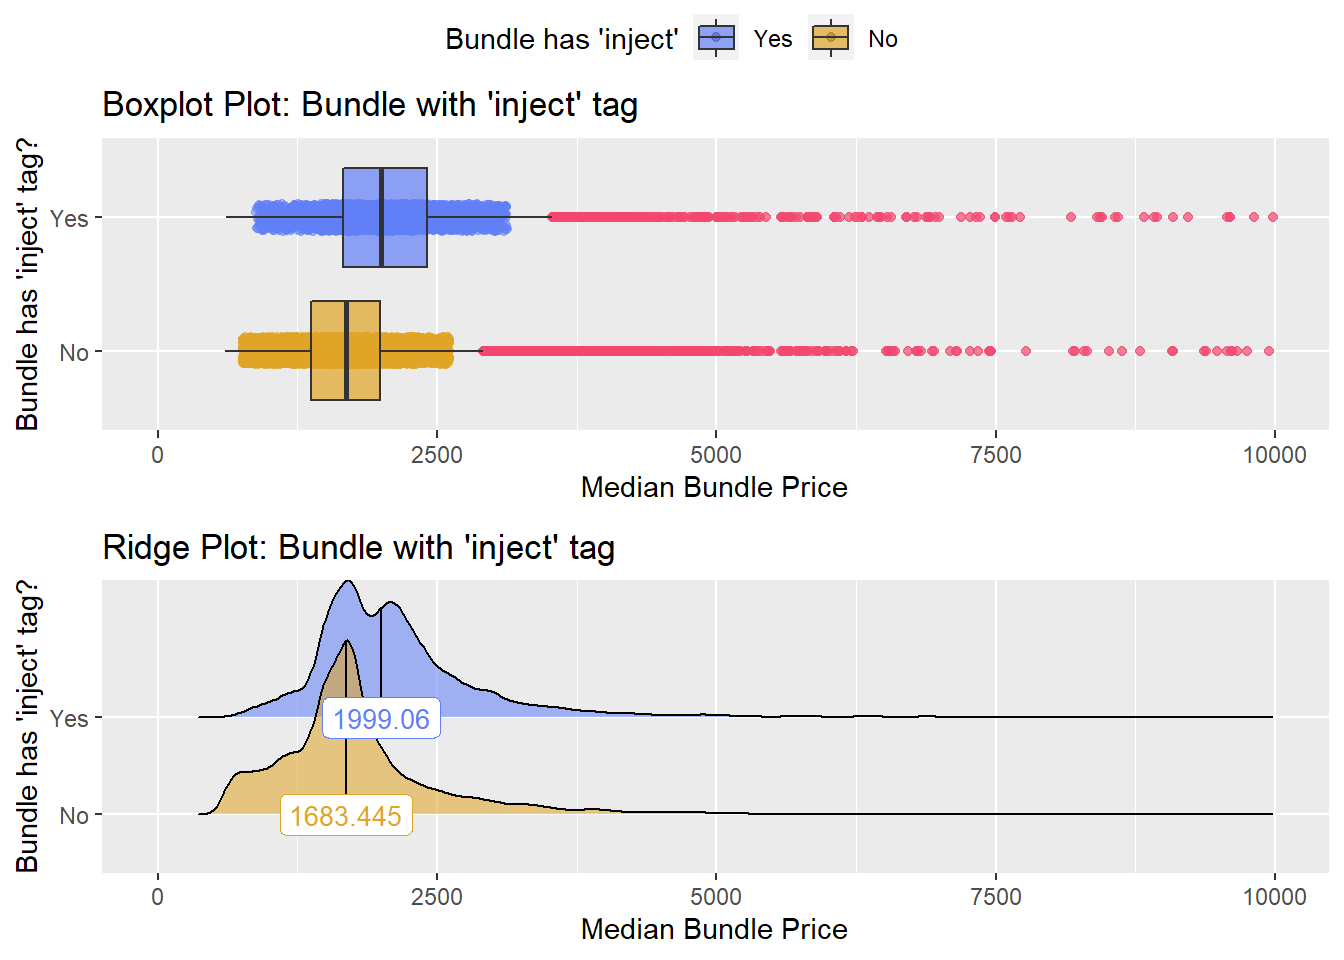 Bundle has 'inject' Yes No
Boxplot Plot: Bundle with 'inject' tag
Bundle has 'inject' tag?
Yes
No
0 2500 5000 7500 10000
Median Bundle Price
Ridge Plot: Bundle with 'inject' tag
Bundle has 'inject' tag?
Yes
1999.06
No
1683.445
0 2500 5000 7500 10000
Median Bundle Price